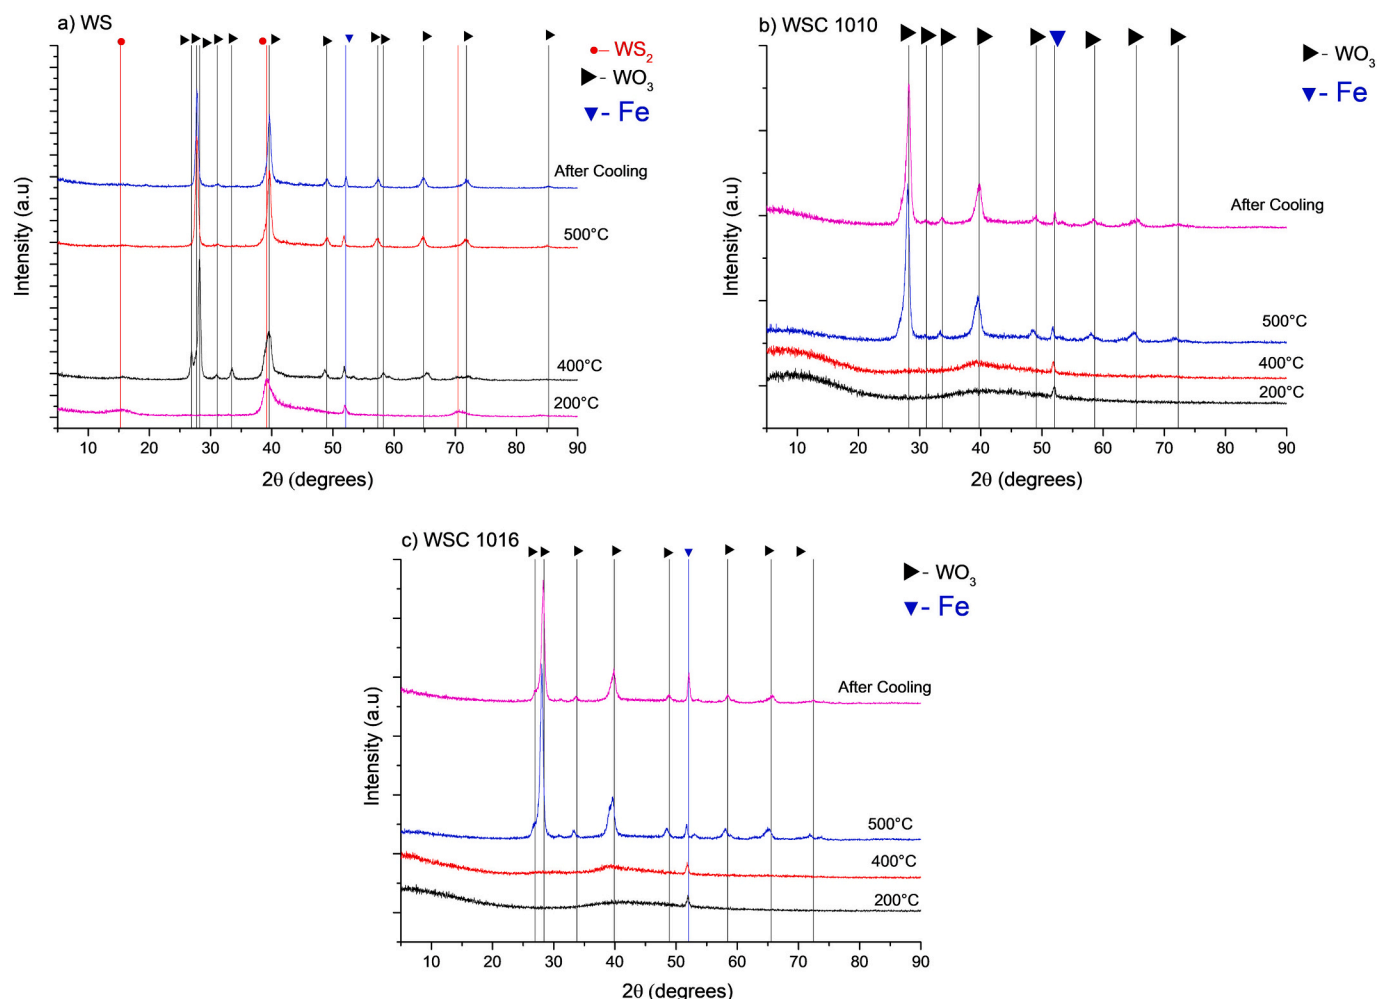 a) WS
WS₂
WO₃
Fe
After Cooling
500°C
400°C
200°C
Intensity (a.u)
10 20 30 40 50 60 70 80 90
2θ (degrees)
b) WSC 1010
WO₃
Fe
After Cooling
500°C
400°C
200°C
Intensity (a.u)
10 20 30 40 50 60 70 80 90
2θ (degrees)
c) WSC 1016
WO₃
Fe
After Cooling
500°C
400°C
200°C
Intensity (a.u)
10 20 30 40 50 60 70 80 90
2θ (degrees)